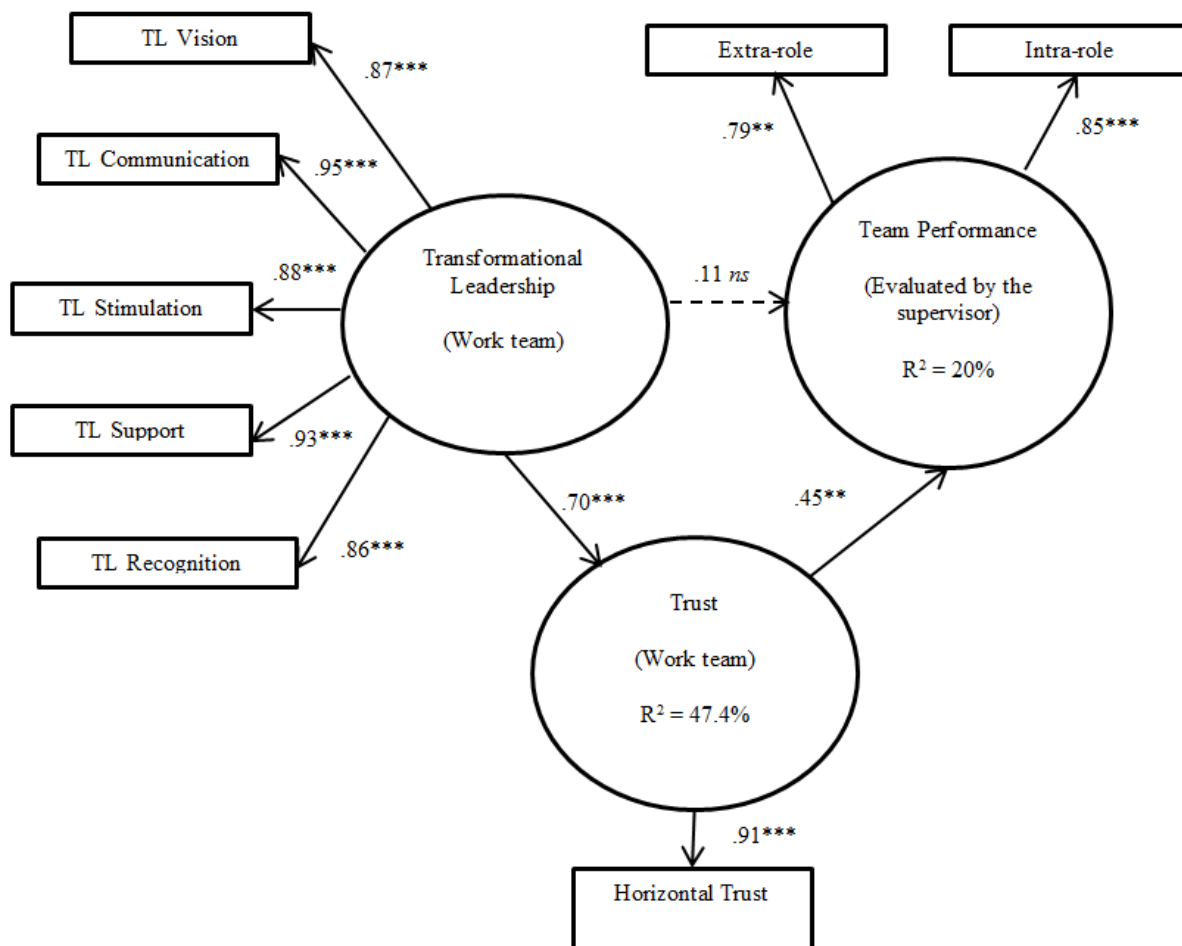 TL Vision
.87***
TL Communication
.95***
TL Stimulation
.88***
TL Support
.93***
TL Recognition
.86***
Transformational
Leadership
(Work team)
.11 ns
Extra-role
Intra-role
.79**
.85***
Team Performance
(Evaluated by the
supervisor)
R² = 20%
.70***
.45**
Trust
(Work team)
R² = 47.4%
.91***
Horizontal Trust